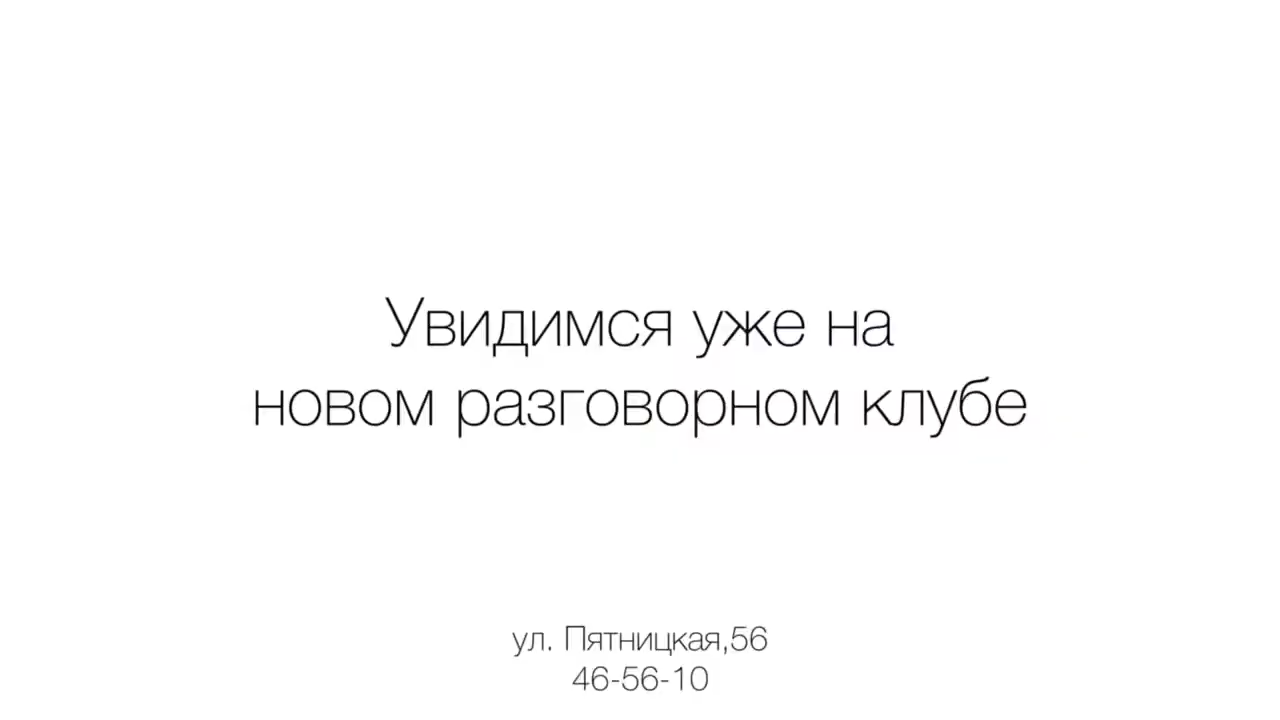 Увидимся уже на
новом разговорном клубе
ул. Пятницкая,56
46-56-10